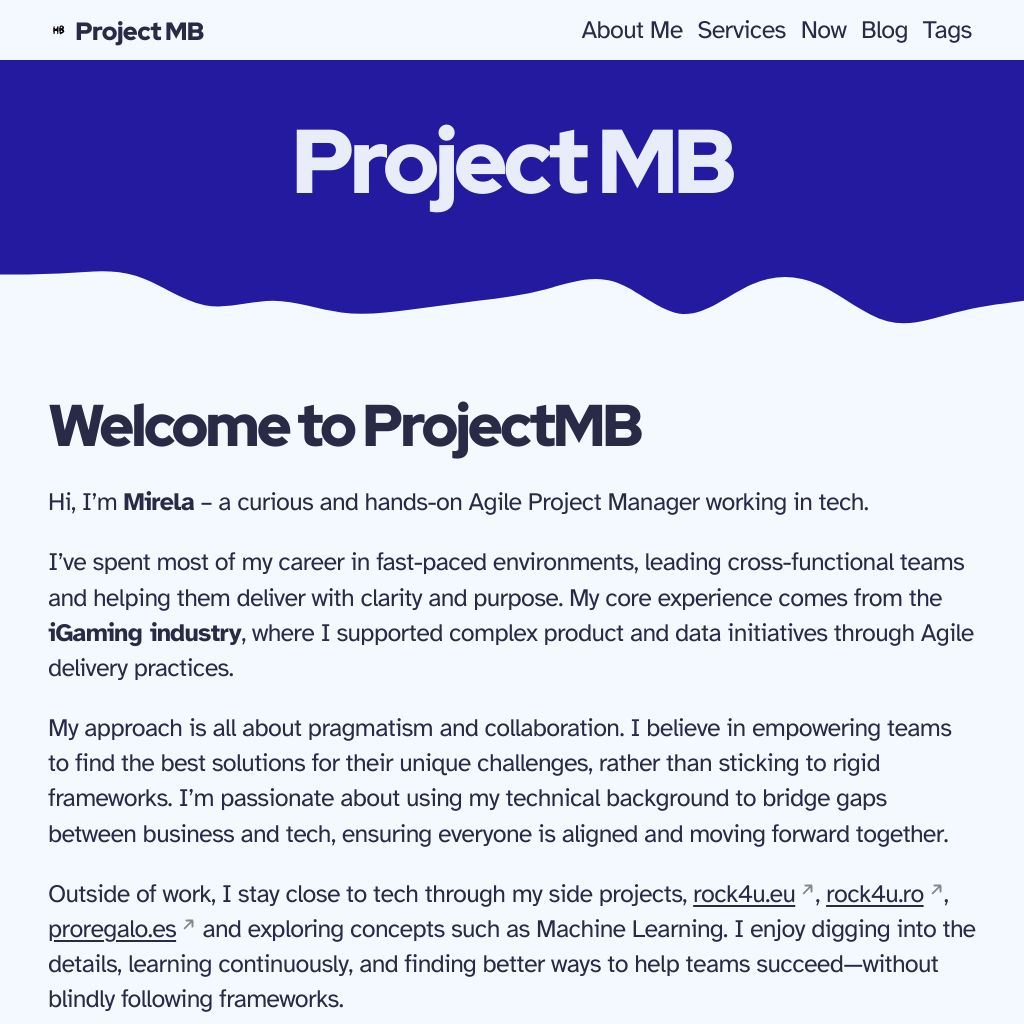 MB Project MB
About Me Services Now Blog Tags
Project MB
Welcome to ProjectMB
Hi, I’m Mirela – a curious and hands-on Agile Project Manager working in tech.
I’ve spent most of my career in fast-paced environments, leading cross-functional teams
and helping them deliver with clarity and purpose. My core experience comes from the
iGaming industry, where I supported complex product and data initiatives through Agile
delivery practices.
My approach is all about pragmatism and collaboration. I believe in empowering teams
to find the best solutions for their unique challenges, rather than sticking to rigid
frameworks. I’m passionate about using my technical background to bridge gaps
between business and tech, ensuring everyone is aligned and moving forward together.
Outside of work, I stay close to tech through my side projects, rock4u.eu ↗, rock4u.ro ↗,
proregalo.es ↗ and exploring concepts such as Machine Learning. I enjoy digging into the
details, learning continuously, and finding better ways to help teams succeed—without
blindly following frameworks.